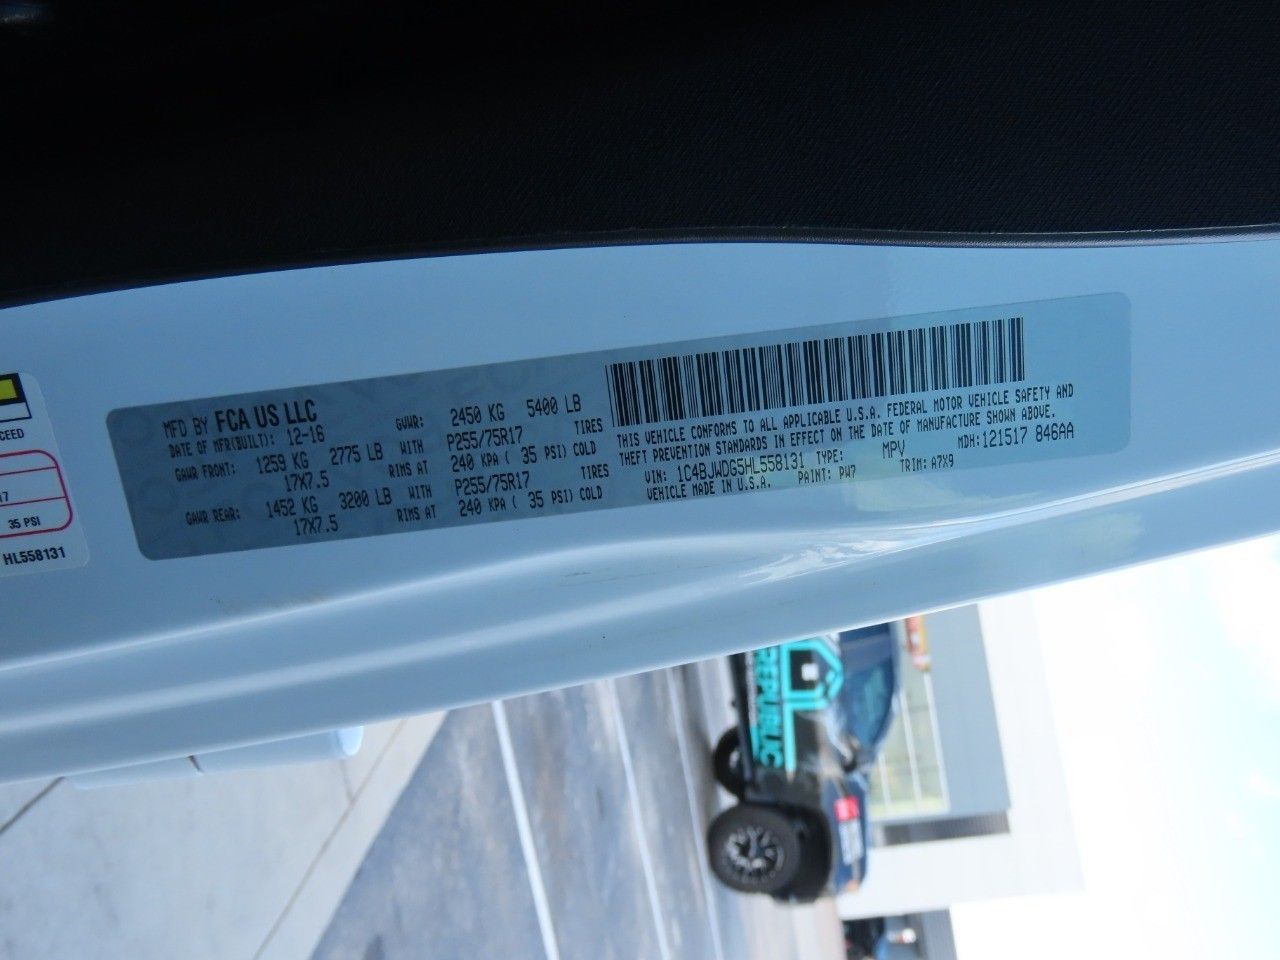 MFD BY FCA US LLC
DATE OF MFR(BUILT): 12-16 GVWR: 2450 KG 5400 LB
GAWR FRONT: 1259 KG 2775 LB WITH P255/75R17 TIRES
17X7.5 RIMS AT 240 KPA ( 35 PSI) COLD
GAWR REAR: 1452 KG 3200 LB WITH P255/75R17 TIRES
17X7.5 RIMS AT 240 KPA ( 35 PSI) COLD
THIS VEHICLE CONFORMS TO ALL APPLICABLE U.S.A. FEDERAL MOTOR VEHICLE SAFETY AND
THEFT PREVENTION STANDARDS IN EFFECT ON THE DATE OF MANUFACTURE SHOWN ABOVE.
VIN: 1C4BJWDG5HL558131 TYPE: MPV MDH:121517 846AA
VEHICLE MADE IN U.S.A. PAINT: PW7 TRIM: A7X9
CEED
17
35 PSI
HL558131
REPUBLIC